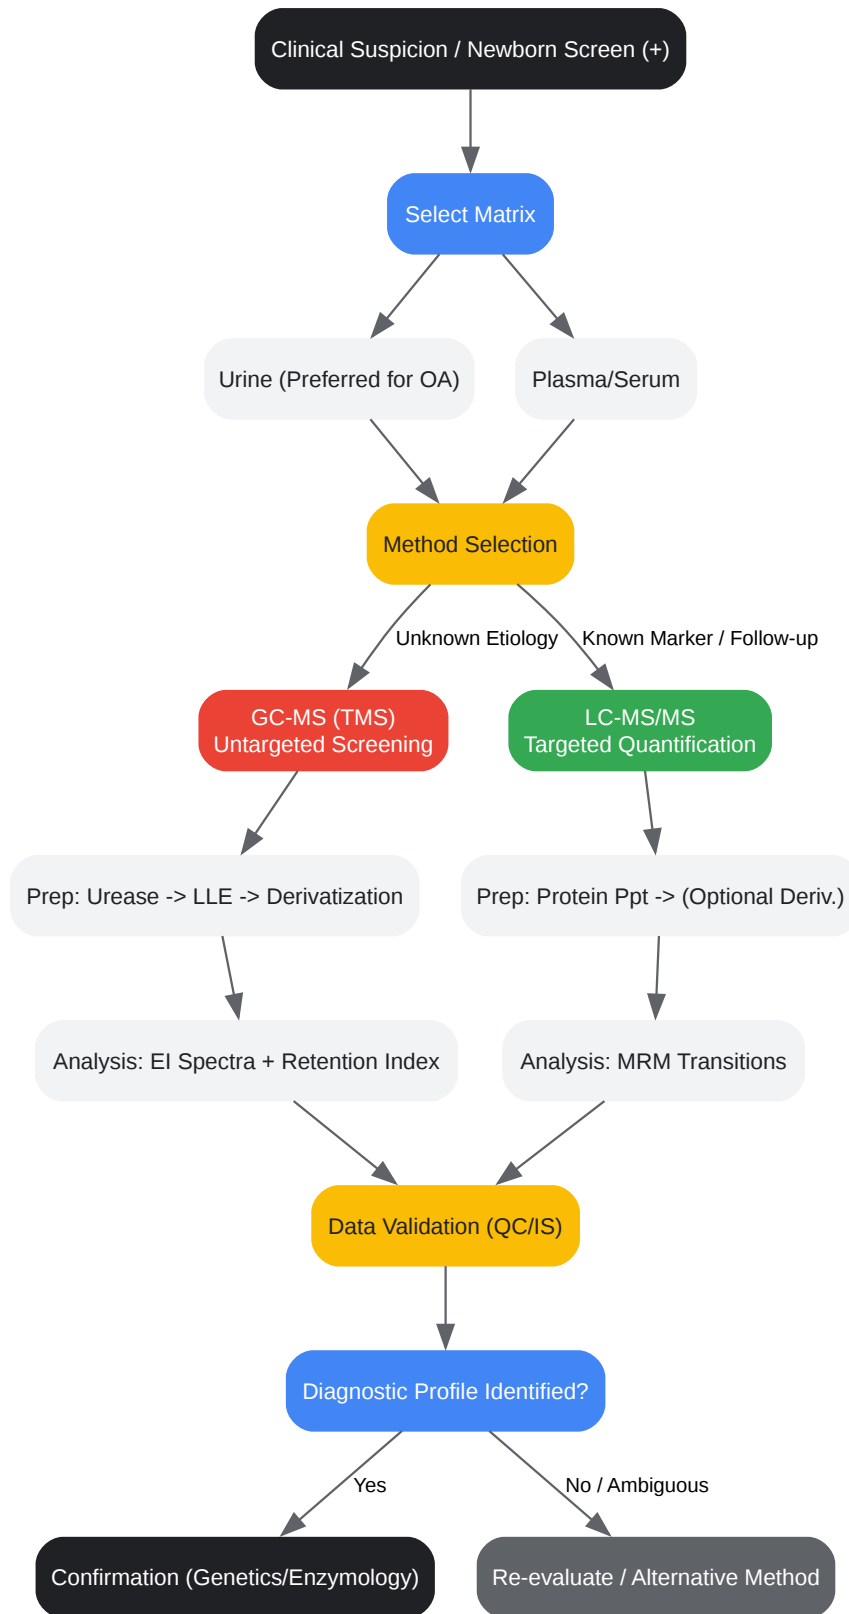 Clinical Suspicion / Newborn Screen (+)
Select Matrix
Urine (Preferred for OA)
Plasma/Serum
Method Selection
Unknown Etiology
Known Marker / Follow-up
GC-MS (TMS)
Untargeted Screening
LC-MS/MS
Targeted Quantification
Prep: Urease -> LLE -> Derivatization
Prep: Protein Ppt -> (Optional Deriv.)
Analysis: EI Spectra + Retention Index
Analysis: MRM Transitions
Data Validation (QC/IS)
Diagnostic Profile Identified?
Yes
No / Ambiguous
Confirmation (Genetics/Enzymology)
Re-evaluate / Alternative Method